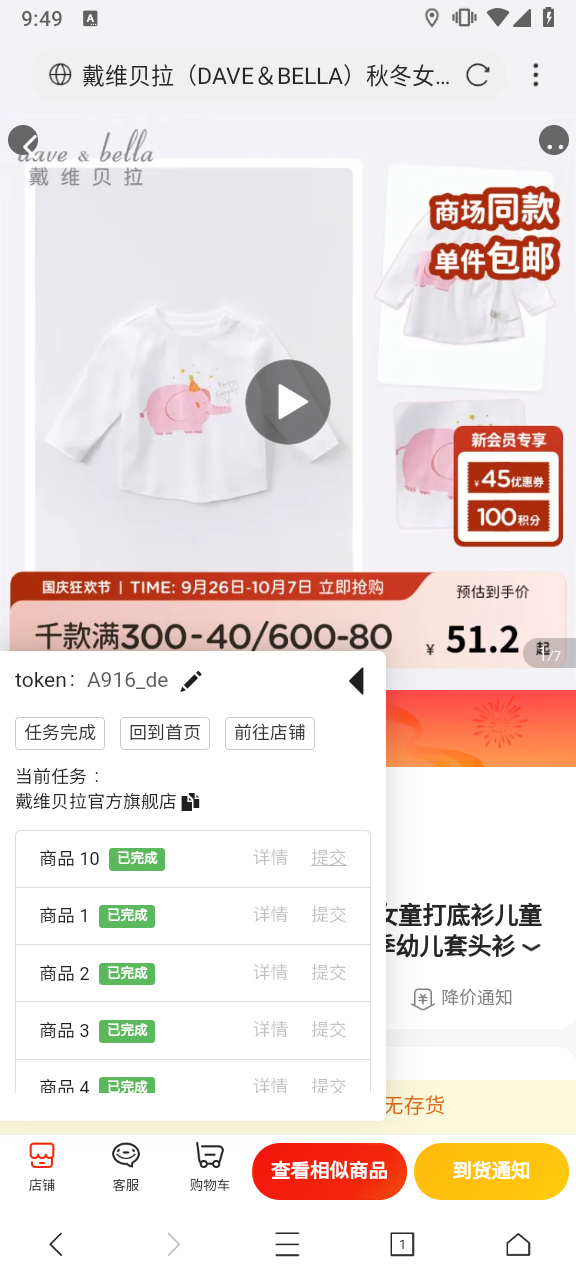 9:49
A
戴维贝拉（DAVE＆BELLA）秋冬女...
dave & bella
戴维贝拉
商场同款
单件包邮
新会员专享
¥45优惠券
100积分
国庆狂欢节 | TIME: 9月26日-10月7日 立即抢购
预估到手价
千款满300-40/600-80
¥ 51.2 起
1/7
token： A916_de
任务完成
回到首页
前往店铺
当前任务：
戴维贝拉官方旗舰店
商品 10 已完成 详情 提交
商品 1 已完成 详情 提交
商品 2 已完成 详情 提交
商品 3 已完成 详情 提交
商品 4 已完成 详情 提交
女童打底衫儿童
季幼儿套头衫
降价通知
无存货
店铺
客服
购物车
查看相似商品
到货通知
1